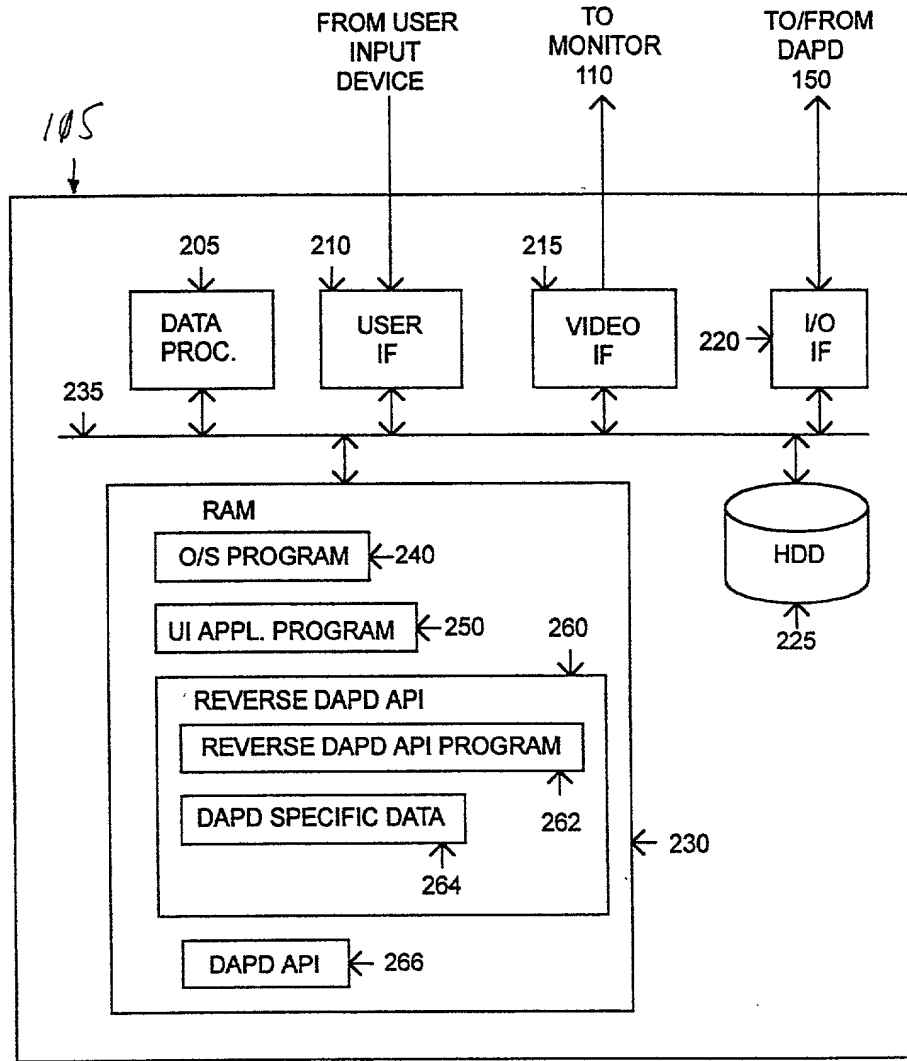 FROM USER
INPUT
DEVICE
TO
MONITOR
110
TO/FROM
DAPD
150
105
205
210
215
DATA
PROC.
USER
IF
VIDEO
IF
220
I/O
IF
235
RAM
O/S PROGRAM
240
HDD
UI APPL. PROGRAM
250
260
225
REVERSE DAPD API
REVERSE DAPD API PROGRAM
DAPD SPECIFIC DATA
262
230
264
DAPD API
266